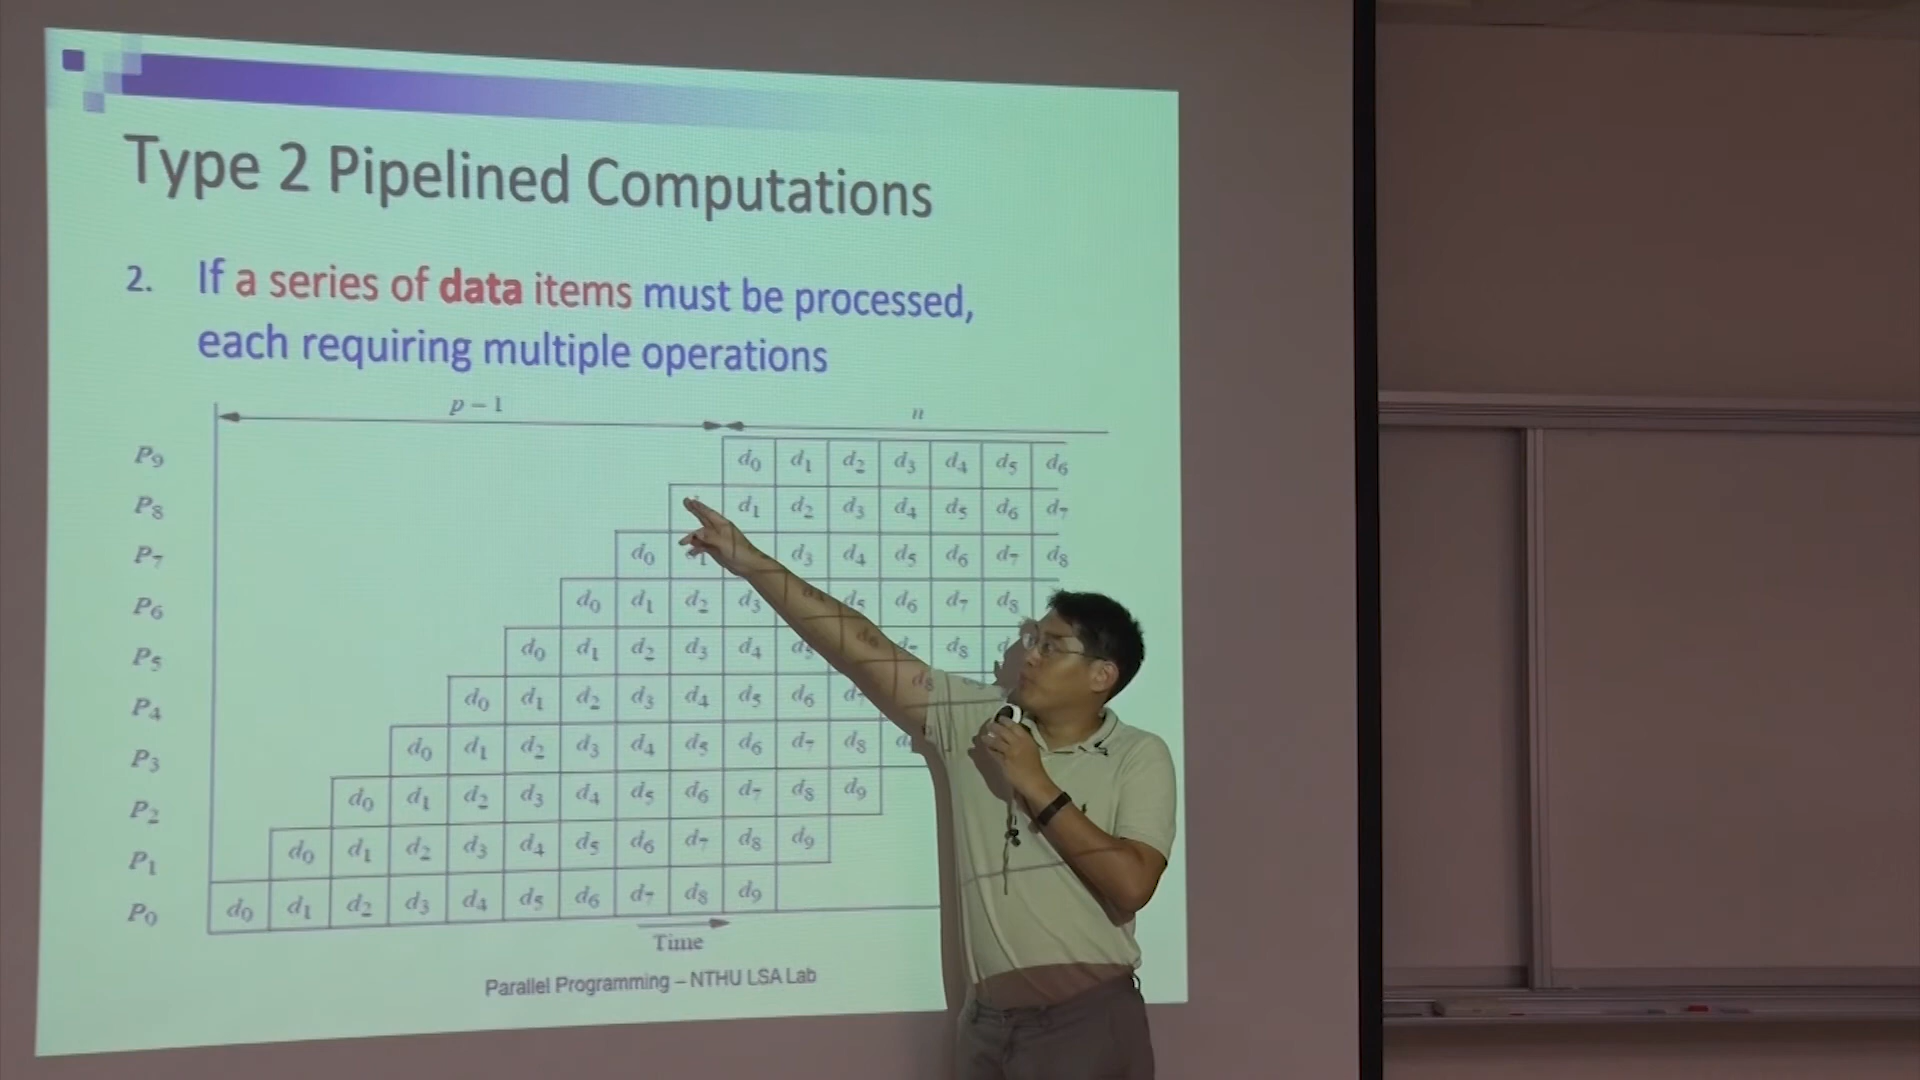 Type 2 Pipelined Computations
2. If a series of data items must be processed,
each requiring multiple operations
p − 1 n
P9 d0 d1 d2 d3 d4 d5 d6
P8 d1 d2 d3 d4 d5 d6 d7
P7 d0 d1 d3 d4 d5 d6 d7 d8
P6 d0 d1 d2 d3 d5 d6 d7 d8
P5 d0 d1 d2 d3 d4 d5 d8
P4 d0 d1 d2 d3 d4 d5 d6 d7 d8
P3 d0 d1 d2 d3 d4 d5 d6 d7 d8
P2 d0 d1 d2 d3 d4 d5 d6 d7 d8 d9
P1 d0 d1 d2 d3 d4 d5 d6 d7 d8 d9
P0 d0 d1 d2 d3 d4 d5 d6 d7 d8 d9
Time
Parallel Programming – NTHU LSA Lab